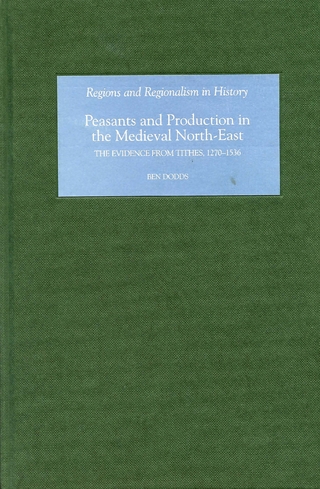 Regions and Regionalism in History
Peasants and Production in
the Medieval North-East
THE EVIDENCE FROM TITHES, 1270–1536
BEN DODDS